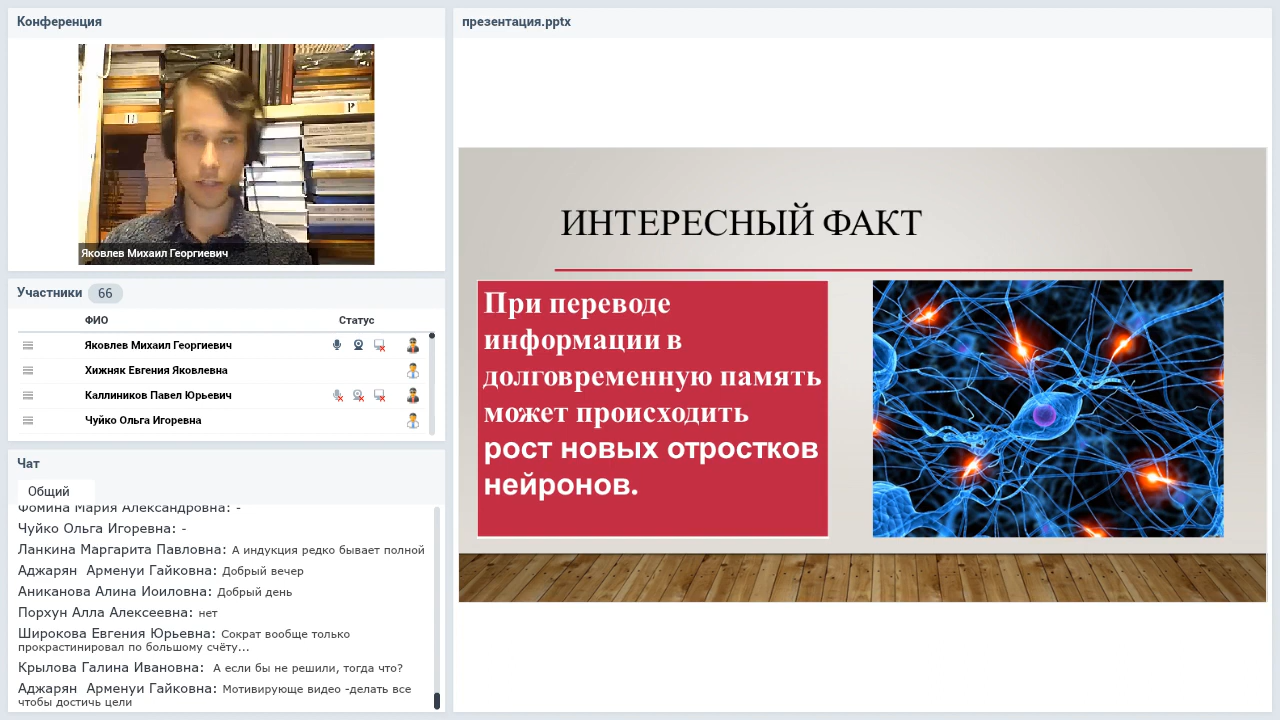 Конференция
Яковлев Михаил Георгиевич
Участники 66
ФИО Статус
Яковлев Михаил Георгиевич
Хижняк Евгения Яковлевна
Каллиников Павел Юрьевич
Чуйко Ольга Игоревна
Чат
Общий
Фомина Мария Александровна: -
Чуйко Ольга Игоревна: -
Ланкина Маргарита Павловна: А индукция редко бывает полной
Аджарян Арменуи Гайковна: Добрый вечер
Аниканова Алина Иоиловна: Добрый день
Порхун Алла Алексеевна: нет
Широкова Евгения Юрьевна: Сократ вообще только
прокрастинировал по большому счёту...
Крылова Галина Ивановна: А если бы не решили, тогда что?
Аджарян Арменуи Гайковна: Мотивирующе видео -делать все
чтобы достичь цели
презентация.pptx
ИНТЕРЕСНЫЙ ФАКТ
При переводе
информации в
долговременную память
может происходить
рост новых отростков
нейронов.